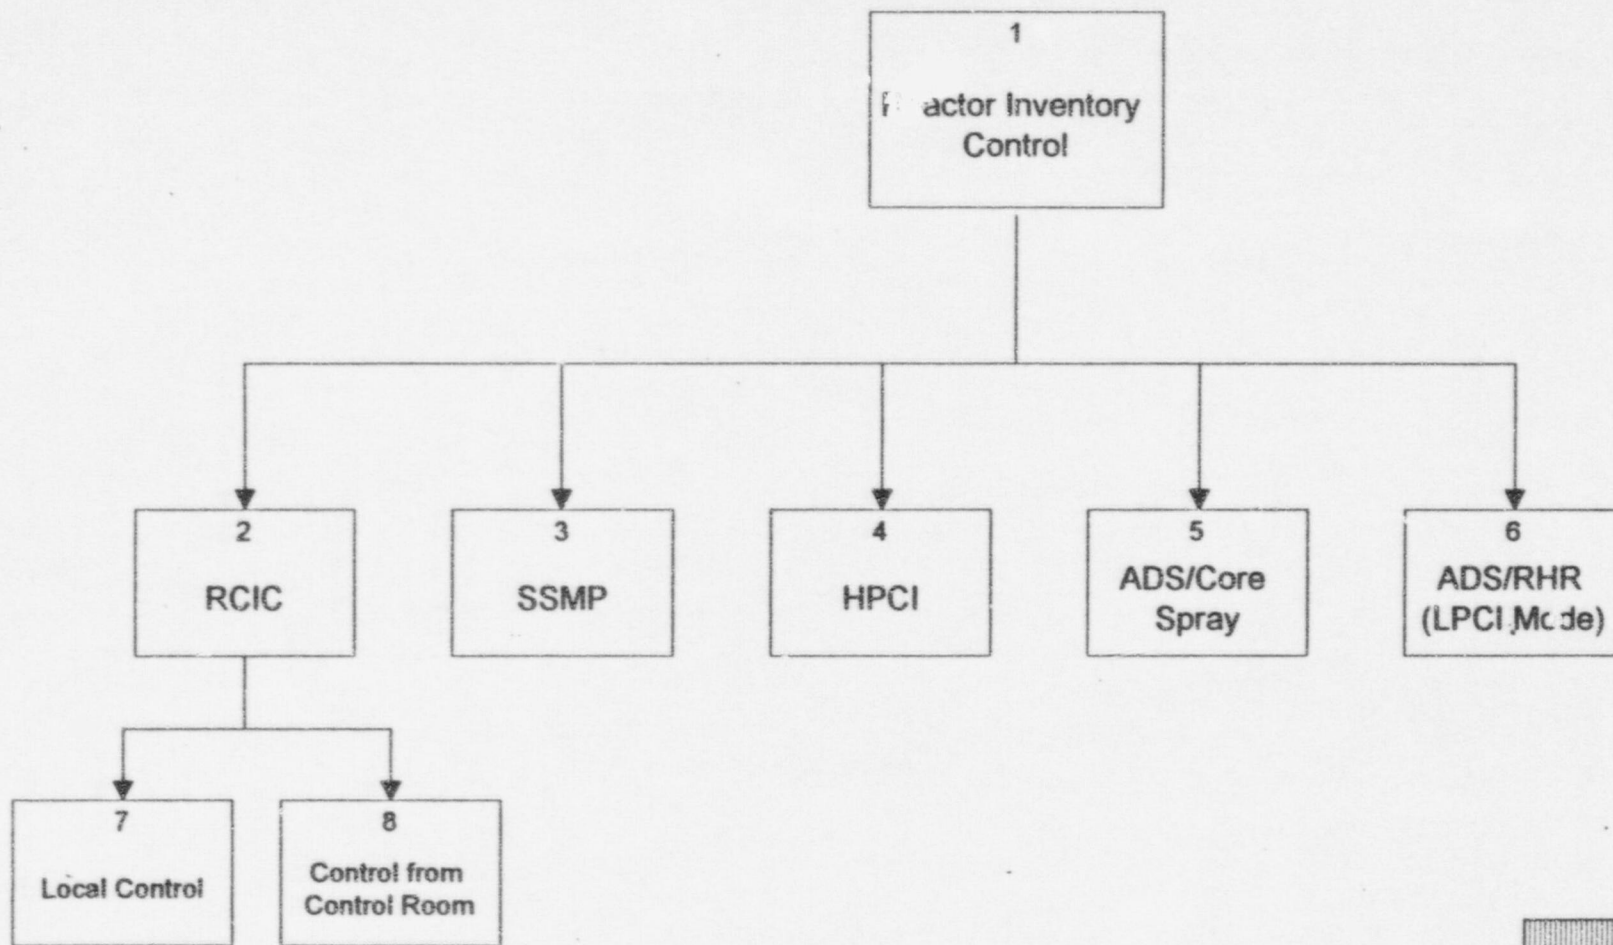 1
actor Inventory
Control
2
RCIC
3
SSMP
4
HPCI
5
ADS/Core
Spray
6
ADS/RHR
(LPCI
7
Local Control
8
Control from
Control Room